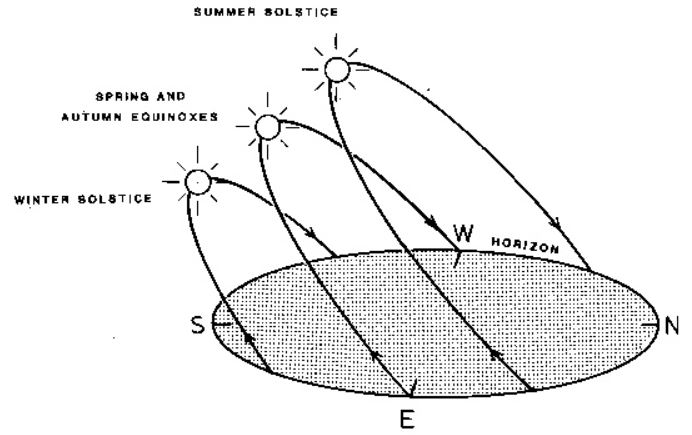 SUMMER SOLSTICE
SPRING AND
AUTUMN EQUINOXES
WINTER SOLSTICE
W
HORIZON
S
N
E